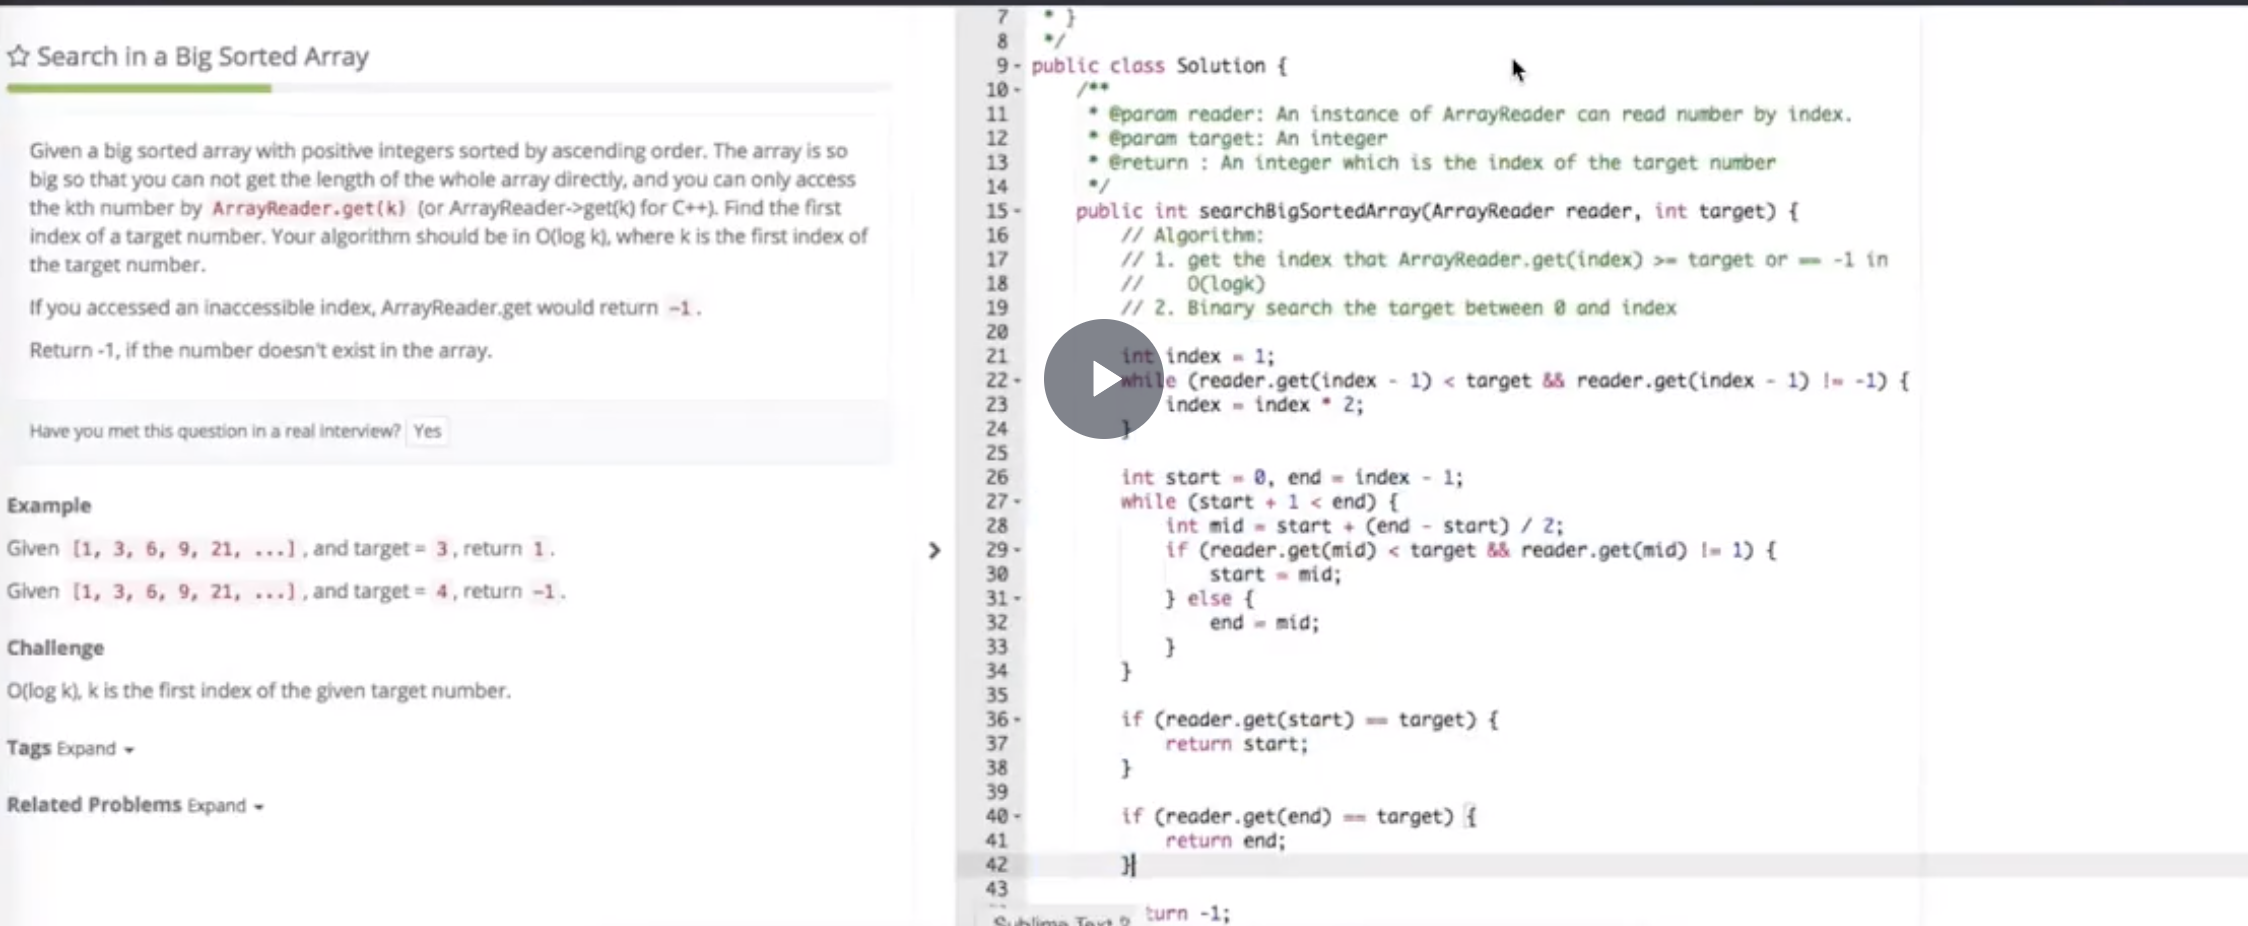 Search in a Big Sorted Array
Given a big sorted array with positive integers sorted by ascending order. The array is so
big so that you can not get the length of the whole array directly, and you can only access
the kth number by ArrayReader.get(k) (or ArrayReader->get(k) for C++). Find the first
index of a target number. Your algorithm should be in O(log k), where k is the first index of
the target number.
If you accessed an inaccessible index, ArrayReader.get would return -1.
Return -1, if the number doesn't exist in the array.
Have you met this question in a real interview? Yes
Example
Given [1, 3, 6, 9, 21, ...], and target = 3, return 1.
Given [1, 3, 6, 9, 21, ...], and target = 4, return -1.
Challenge
O(log k), k is the first index of the given target number.
Tags Expand
Related Problems Expand
7 * }
8 */
9 public class Solution {
10 /**
11 * @param reader: An instance of ArrayReader can read number by index.
12 * @param target: An integer
13 * @return : An integer which is the index of the target number
14 */
15 public int searchBigSortedArray(ArrayReader reader, int target) {
16 // Algorithm:
17 // 1. get the index that ArrayReader.get(index) >= target or == -1 in
18 // O(logk)
19 // 2. Binary search the target between 0 and index
20
21 int index = 1;
22 while (reader.get(index - 1) < target && reader.get(index - 1) != -1) {
23 index = index * 2;
24 }
25
26 int start = 0, end = index - 1;
27 while (start + 1 < end) {
28 int mid = start + (end - start) / 2;
29 if (reader.get(mid) < target && reader.get(mid) != 1) {
30 start = mid;
31 } else {
32 end = mid;
33 }
34 }
35
36 if (reader.get(start) == target) {
37 return start;
38 }
39
40 if (reader.get(end) == target) {
41 return end;
42 }
43
turn -1;
Sublime Text 2